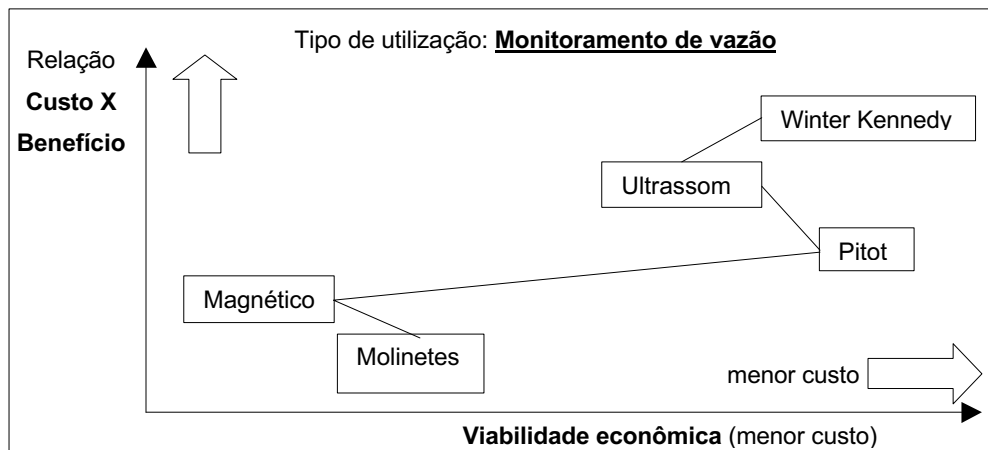 Tipo de utilização: Monitoramento de vazão
Relação
Custo X
Benefício
Winter Kennedy
Ultrassom
Pitot
Magnético
Molinetes
menor custo
Viabilidade econômica (menor custo)